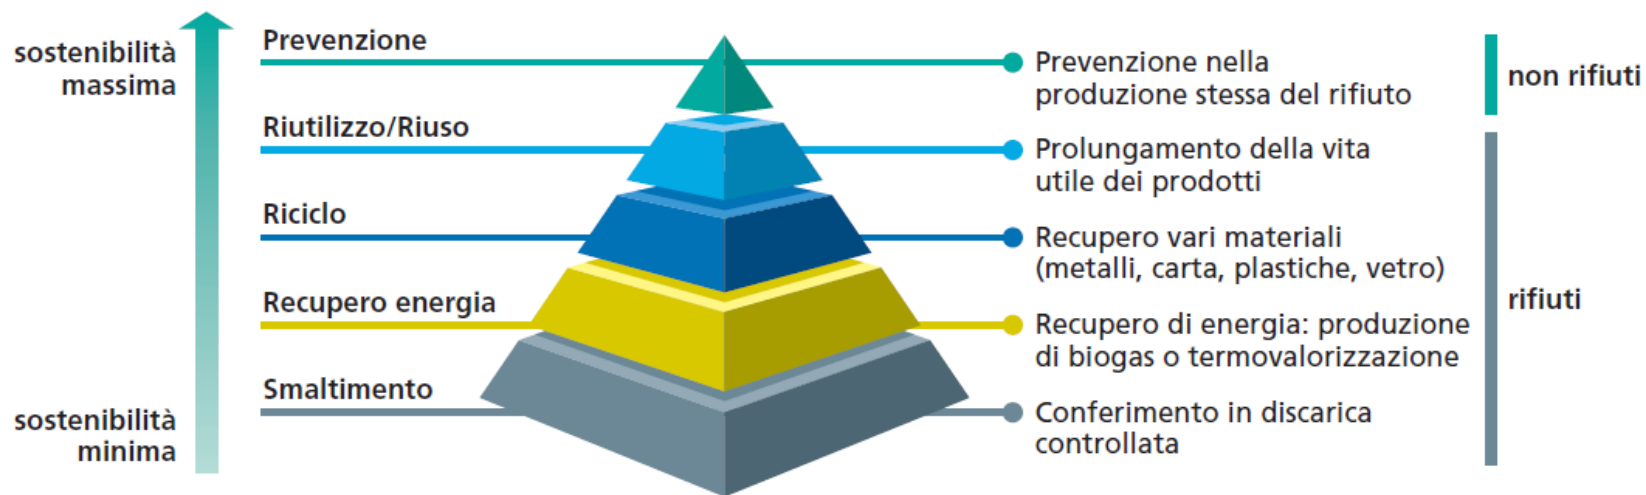 sostenibilità
massima
Prevenzione
Prevenzione nella
produzione stessa del rifiuto
non rifiuti
Riutilizzo/Riuso
Prolungamento della vita
utile dei prodotti
Riciclo
Recupero vari materiali
(metalli, carta, plastiche, vetro)
rifiuti
Recupero energia
Recupero di energia: produzione
di biogas o termovalorizzazione
Smaltimento
Conferimento in discarica
controllata
sostenibilità
minima